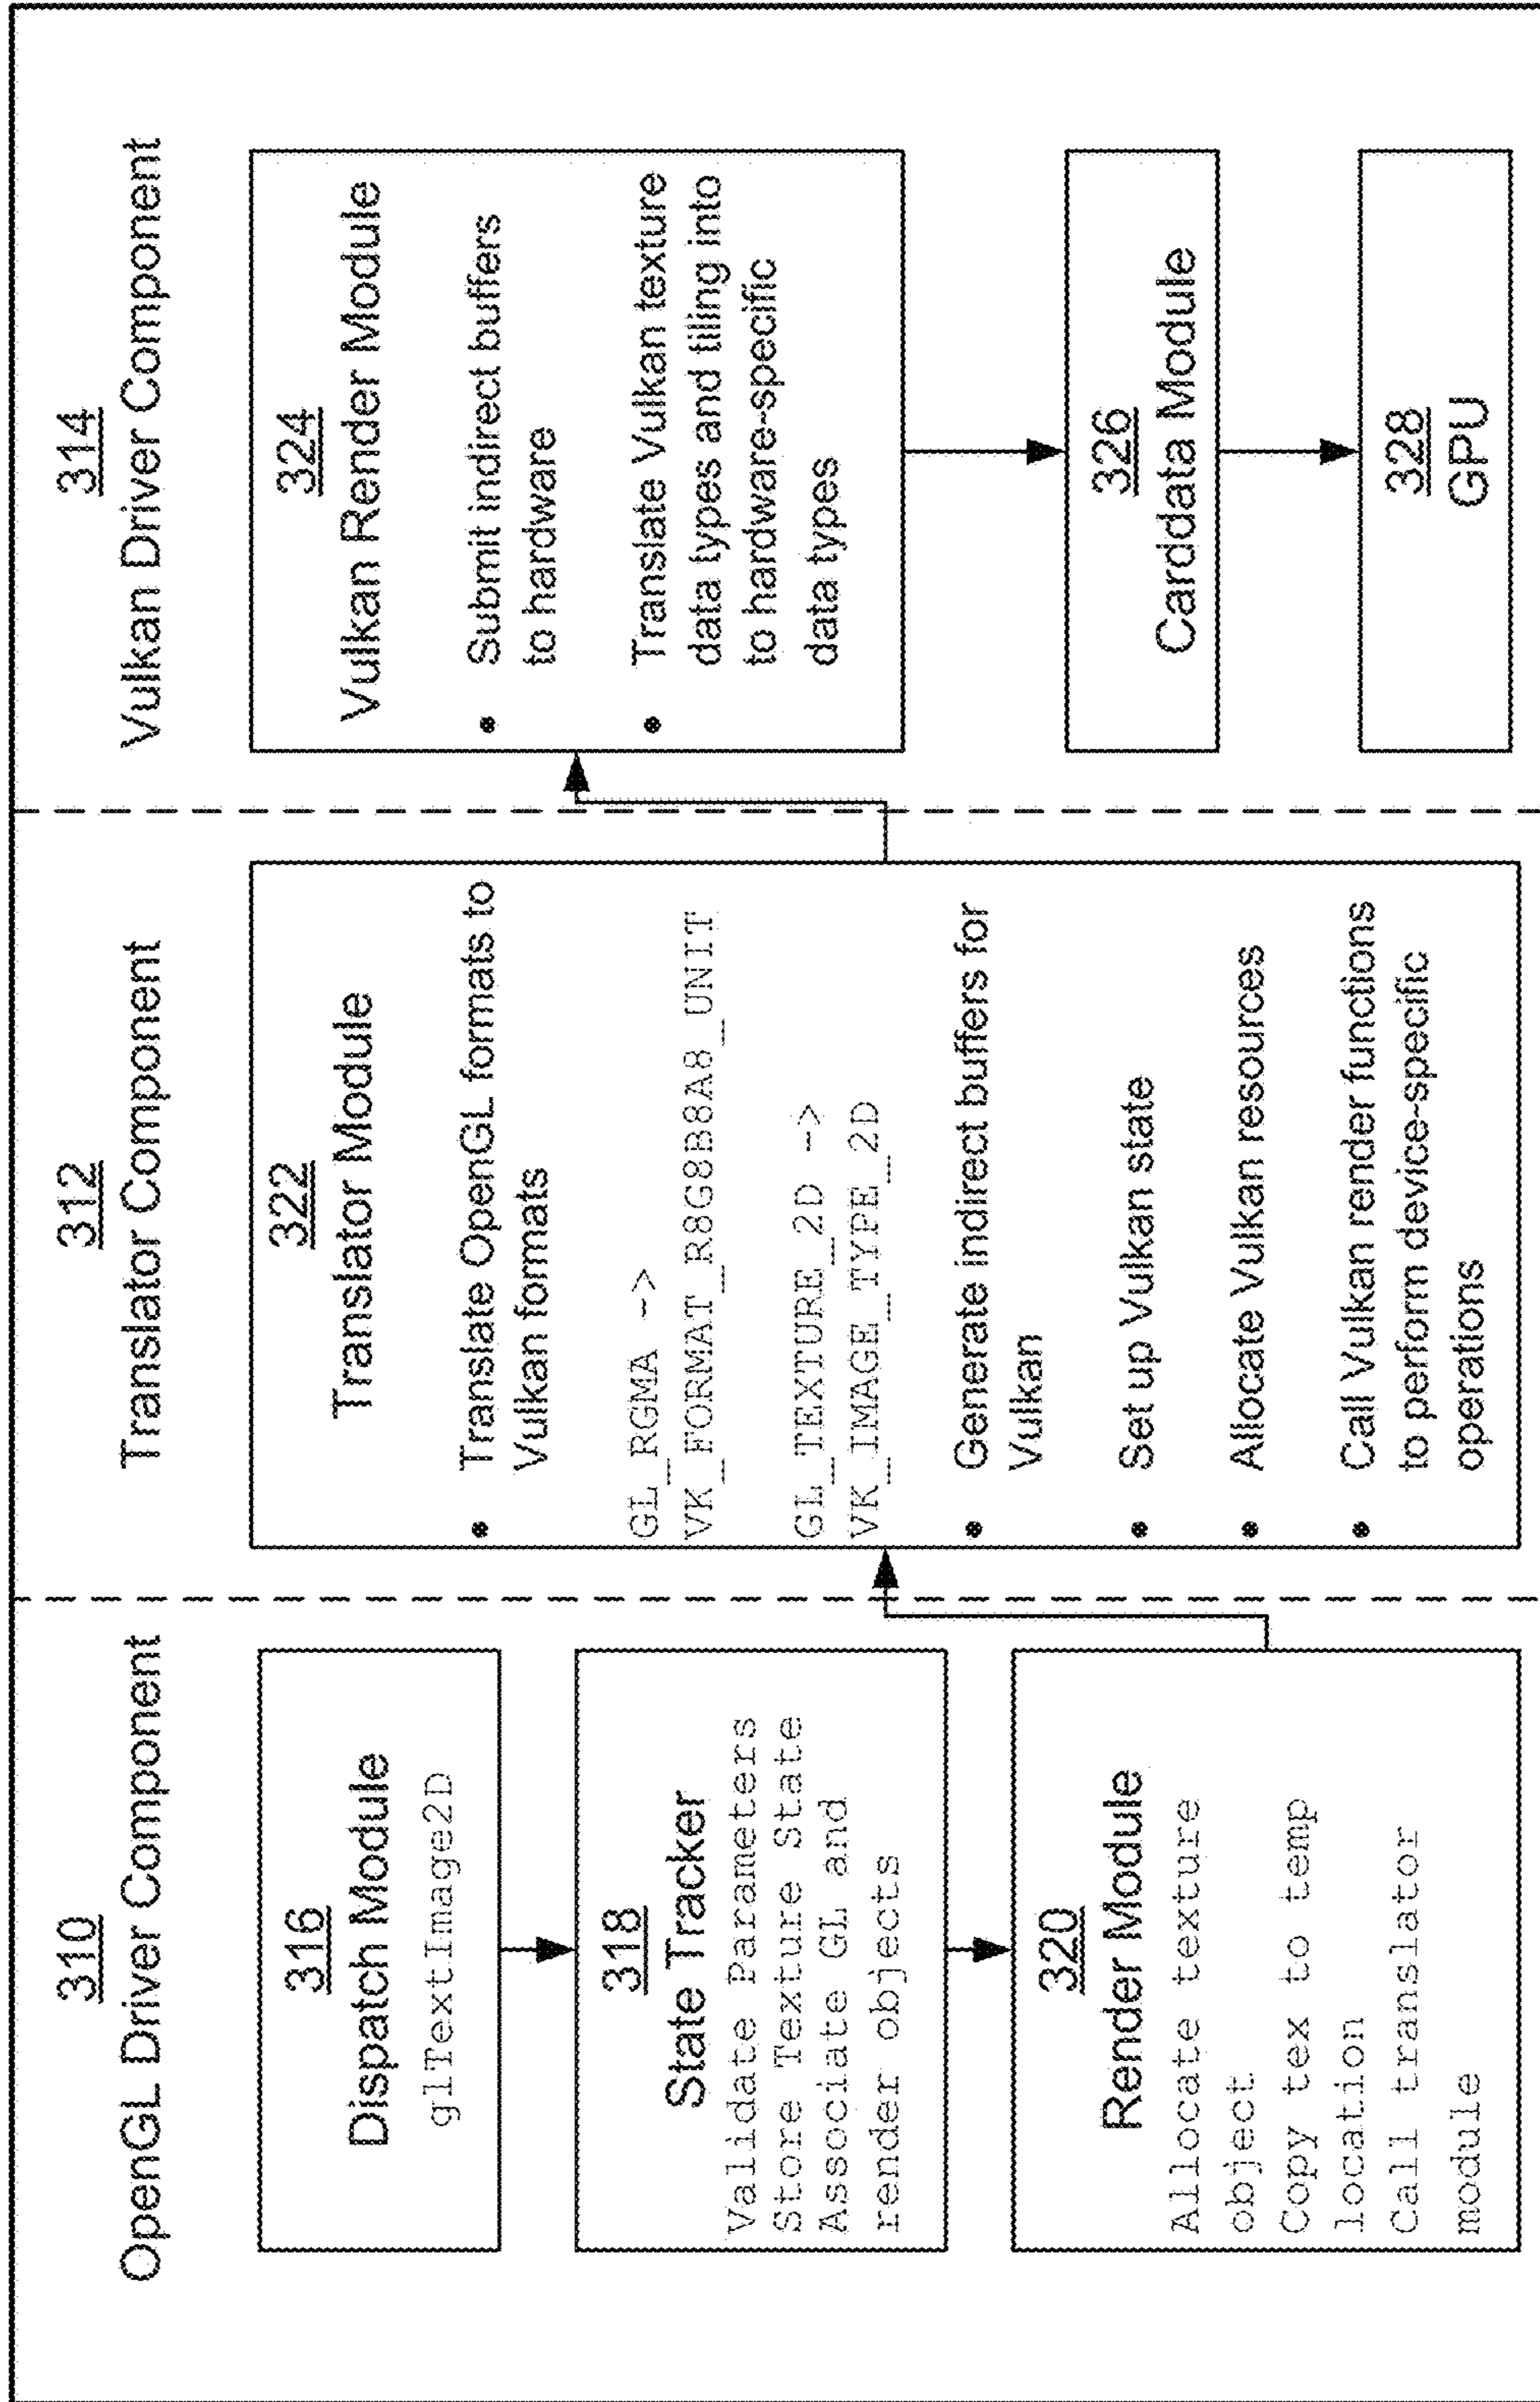 310
OpenGL Driver Component
316
Dispatch Module
glTextImage2D
318
State Tracker
Validate Parameters
Store Texture State
Associate GL and
render objects
320
Render Module
Allocate texture
object
Copy tex to temp
location
Call translator
module
312
Translator Component
322
Translator Module
• Translate OpenGL formats to
Vulkan formats
GL_RGMA ->
VK_FORMAT_R8G8B8A8_UNIT
GL_TEXTURE_2D ->
VK_IMAGE_TYPE_2D
• Generate indirect buffers for
Vulkan
• Set up Vulkan state
• Allocate Vulkan resources
• Call Vulkan render functions
to perform device-specific
operations
314
Vulkan Driver Component
324
Vulkan Render Module
• Submit indirect buffers
to hardware
• Translate Vulkan texture
data types and tilling into
to hardware-specific
data types
326
Carddata Module
328
GPU